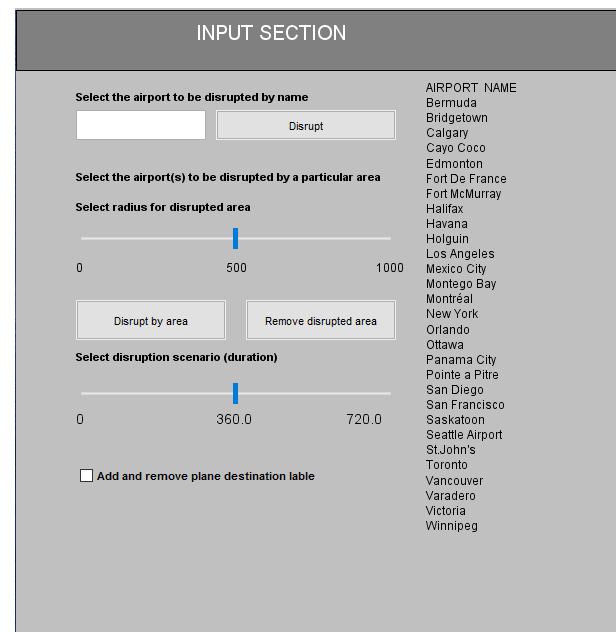 INPUT SECTION
Select the airport to be disrupted by name
Disrupt
Select the airport(s) to be disrupted by a particular area
Select radius for disrupted area
0 500 1000
Disrupt by area Remove disrupted area
Select disruption scenario (duration)
0 360.0 720.0
Add and remove plane destination lable
AIRPORT NAME
Bermuda
Bridgetown
Calgary
Cayo Coco
Edmonton
Fort De France
Fort McMurray
Halifax
Havana
Holguin
Los Angeles
Mexico City
Montego Bay
Montréal
New York
Orlando
Ottawa
Panama City
Pointe a Pitre
San Diego
San Francisco
Saskatoon
Seattle Airport
St.John's
Toronto
Vancouver
Varadero
Victoria
Winnipeg